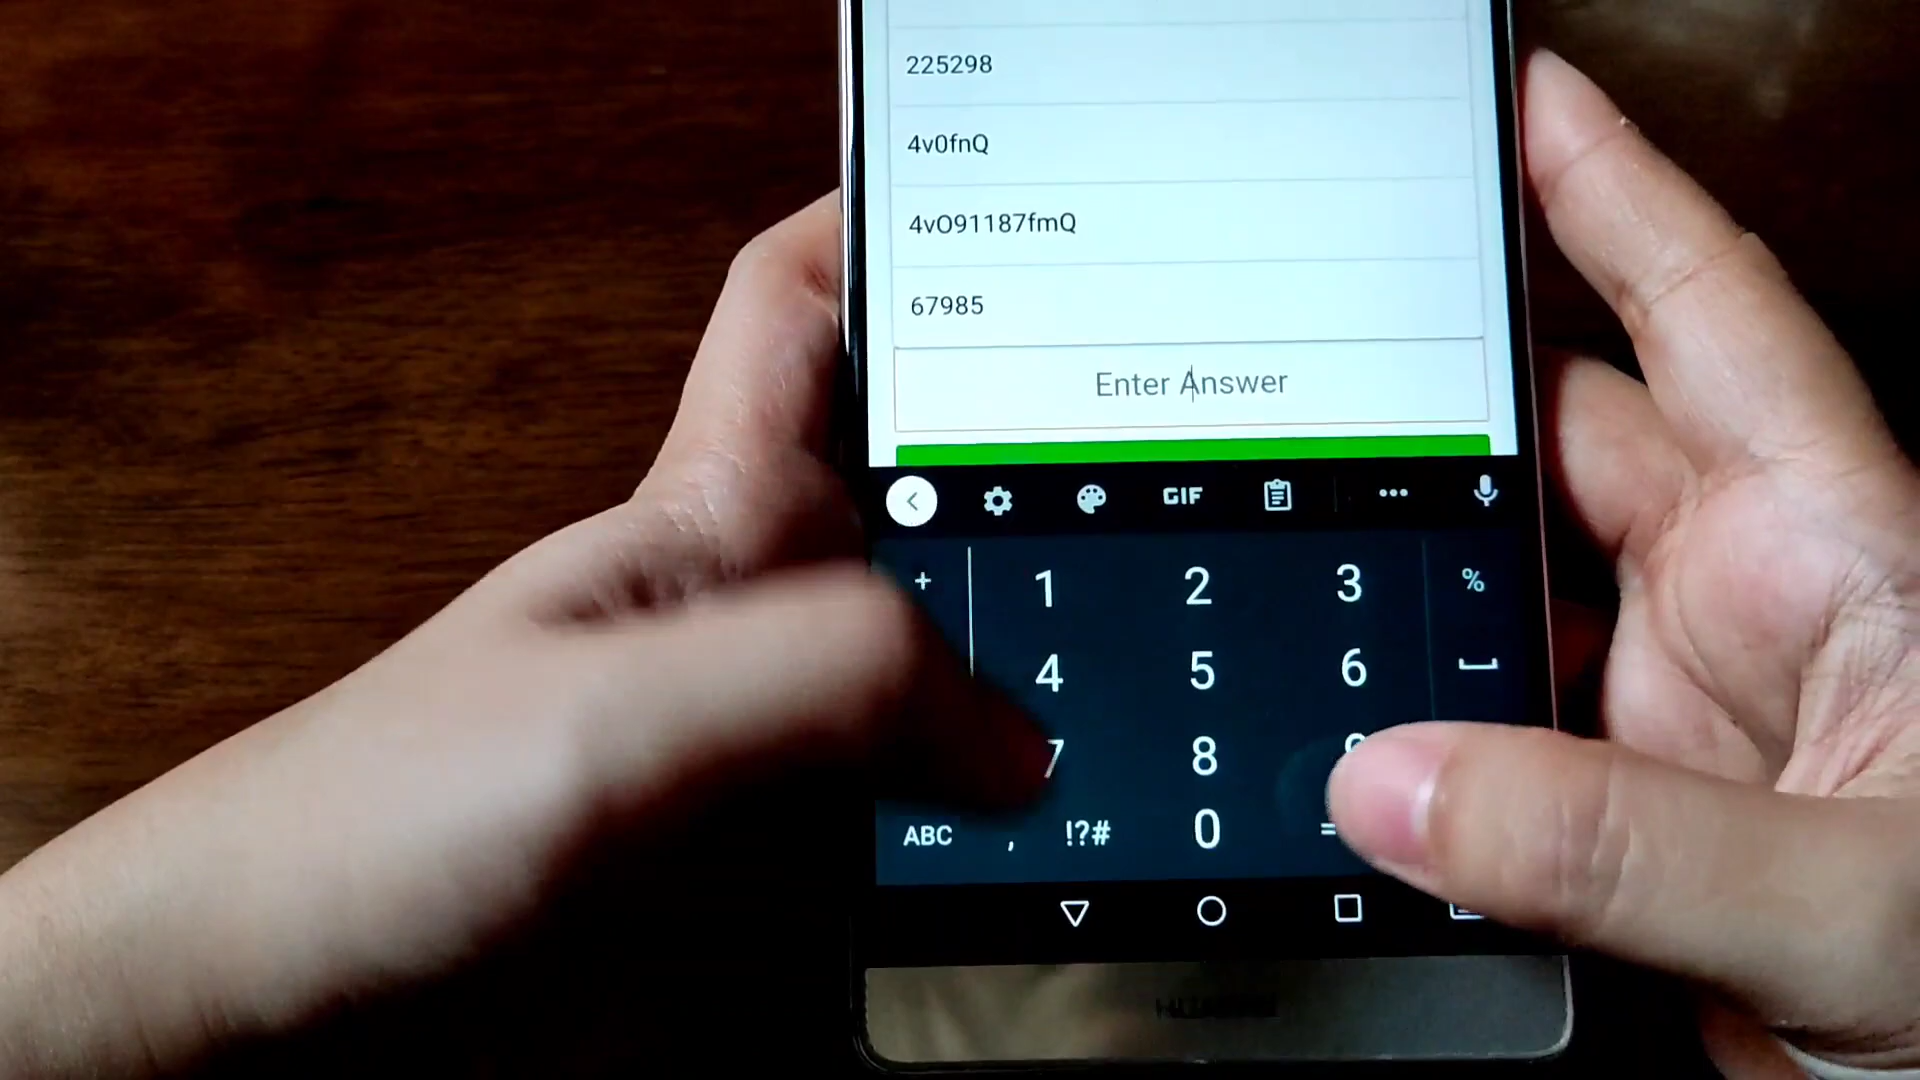 225298
4v0fnQ
4vO91187fmQ
67985
Enter Answer
GIF
+ 1 2 3 %
4 5 6
7 8 9
ABC , !?# 0 =